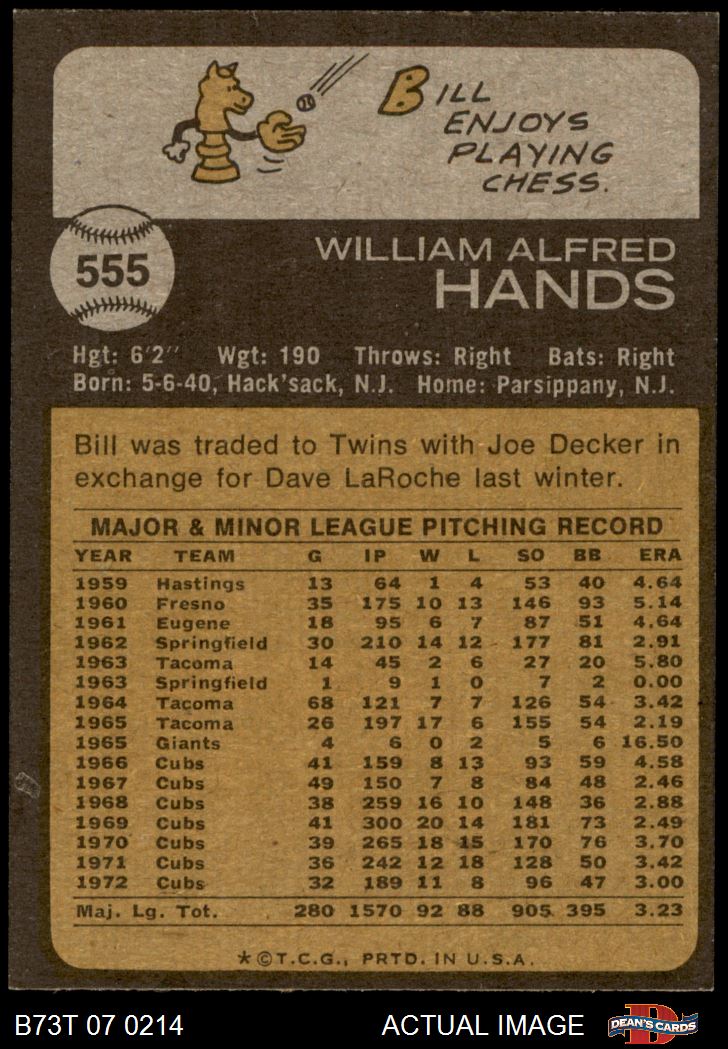 BILL
ENJOYS
PLAYING
CHESS.
555
WILLIAM ALFRED
HANDS
Hgt: 6'2" Wgt: 190 Throws: Right Bats: Right
Born: 5-6-40, Hack'sack, N.J. Home: Parsippany, N.J.
Bill was traded to Twins with Joe Decker in
exchange for Dave LaRoche last winter.
MAJOR & MINOR LEAGUE PITCHING RECORD
YEAR TEAM G IP W L SO BB ERA
1959 Hastings 13 64 1 4 53 40 4.64
1960 Fresno 35 175 10 13 146 93 5.14
1961 Eugene 18 95 6 7 87 51 4.64
1962 Springfield 30 210 14 12 177 81 2.91
1963 Tacoma 14 45 2 6 27 20 5.80
1963 Springfield 1 9 1 0 7 2 0.00
1964 Tacoma 68 121 7 7 126 54 3.42
1965 Tacoma 26 197 17 6 155 54 2.19
1965 Giants 4 6 0 2 5 6 16.50
1966 Cubs 41 159 8 13 93 59 4.58
1967 Cubs 49 150 7 8 84 48 2.46
1968 Cubs 38 259 16 10 148 36 2.88
1969 Cubs 41 300 20 14 181 73 2.49
1970 Cubs 39 265 18 15 170 76 3.70
1971 Cubs 36 242 12 18 128 50 3.42
1972 Cubs 32 189 11 8 96 47 3.00
Maj. Lg. Tot. 280 1570 92 88 905 395 3.23
*©T.C.G., PRTD. IN U.S.A.
B73T 07 0214 ACTUAL IMAGE D DEAN'S CARDS